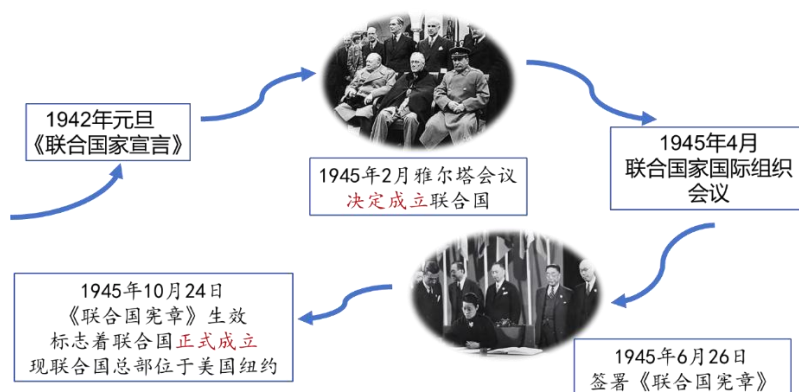 1942年元旦
《联合国家宣言》
1945年2月雅尔塔会议
决定成立联合国
1945年4月
联合国家国际组织
会议
1945年6月26日
签署《联合国宪章》
1945年10月24日
《联合国宪章》生效
标志着联合国正式成立
现联合国总部位于美国纽约